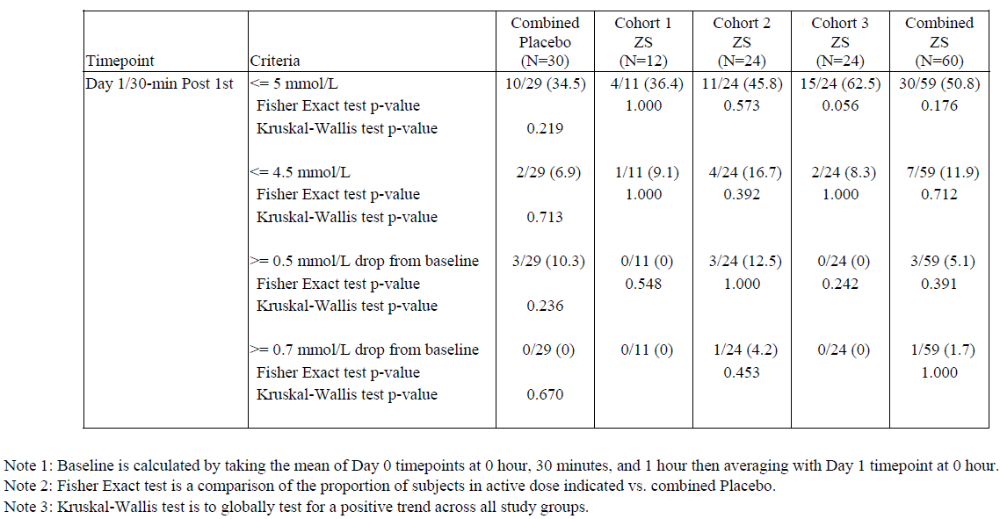 Combined Cohort 1 Cohort 2 Cohort 3 Combined
Placebo ZS ZS ZS ZS
Timepoint Criteria (N=30) (N=12) (N=24) (N=24) (N=60)
Day 1/30-min Post 1st <= 5 mmol/L 10/29 (34.5) 4/11 (36.4) 11/24 (45.8) 15/24 (62.5) 30/59 (50.8)
Fisher Exact test p-value 1.000 0.573 0.056 0.176
Kruskal-Wallis test p-value 0.219
<= 4.5 mmol/L 2/29 (6.9) 1/11 (9.1) 4/24 (16.7) 2/24 (8.3) 7/59 (11.9)
Fisher Exact test p-value 1.000 0.392 1.000 0.712
Kruskal-Wallis test p-value 0.713
>= 0.5 mmol/L drop from baseline 3/29 (10.3) 0/11 (0) 3/24 (12.5) 0/24 (0) 3/59 (5.1)
Fisher Exact test p-value 0.548 1.000 0.242 0.391
Kruskal-Wallis test p-value 0.236
>= 0.7 mmol/L drop from baseline 0/29 (0) 0/11 (0) 1/24 (4.2) 0/24 (0) 1/59 (1.7)
Fisher Exact test p-value 0.453 1.000
Kruskal-Wallis test p-value 0.670
Note 1: Baseline is calculated by taking the mean of Day 0 timepoints at 0 hour, 30 minutes, and 1 hour then averaging with Day 1 timepoint at 0 hour.
Note 2: Fisher Exact test is a comparison of the proportion of subjects in active dose indicated vs. combined Placebo.
Note 3: Kruskal-Wallis test is to globally test for a positive trend across all study groups.